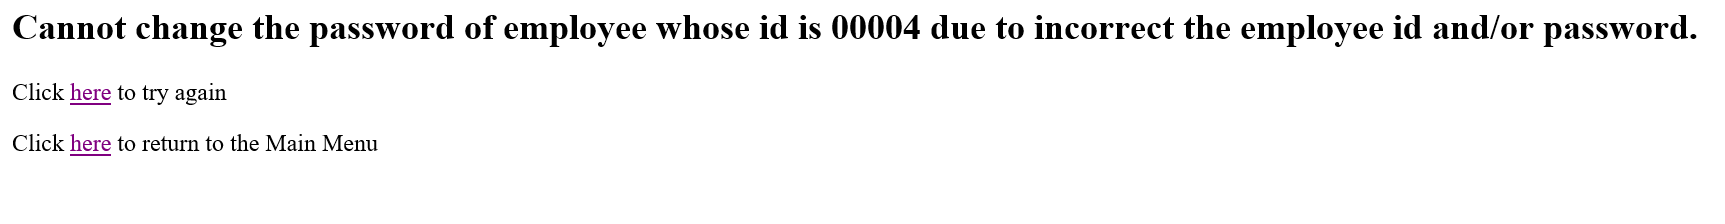 Cannot change the password of employee whose id is 00004 due to incorrect the employee id and/or password.
Click here to try again
Click here to return to the Main Menu